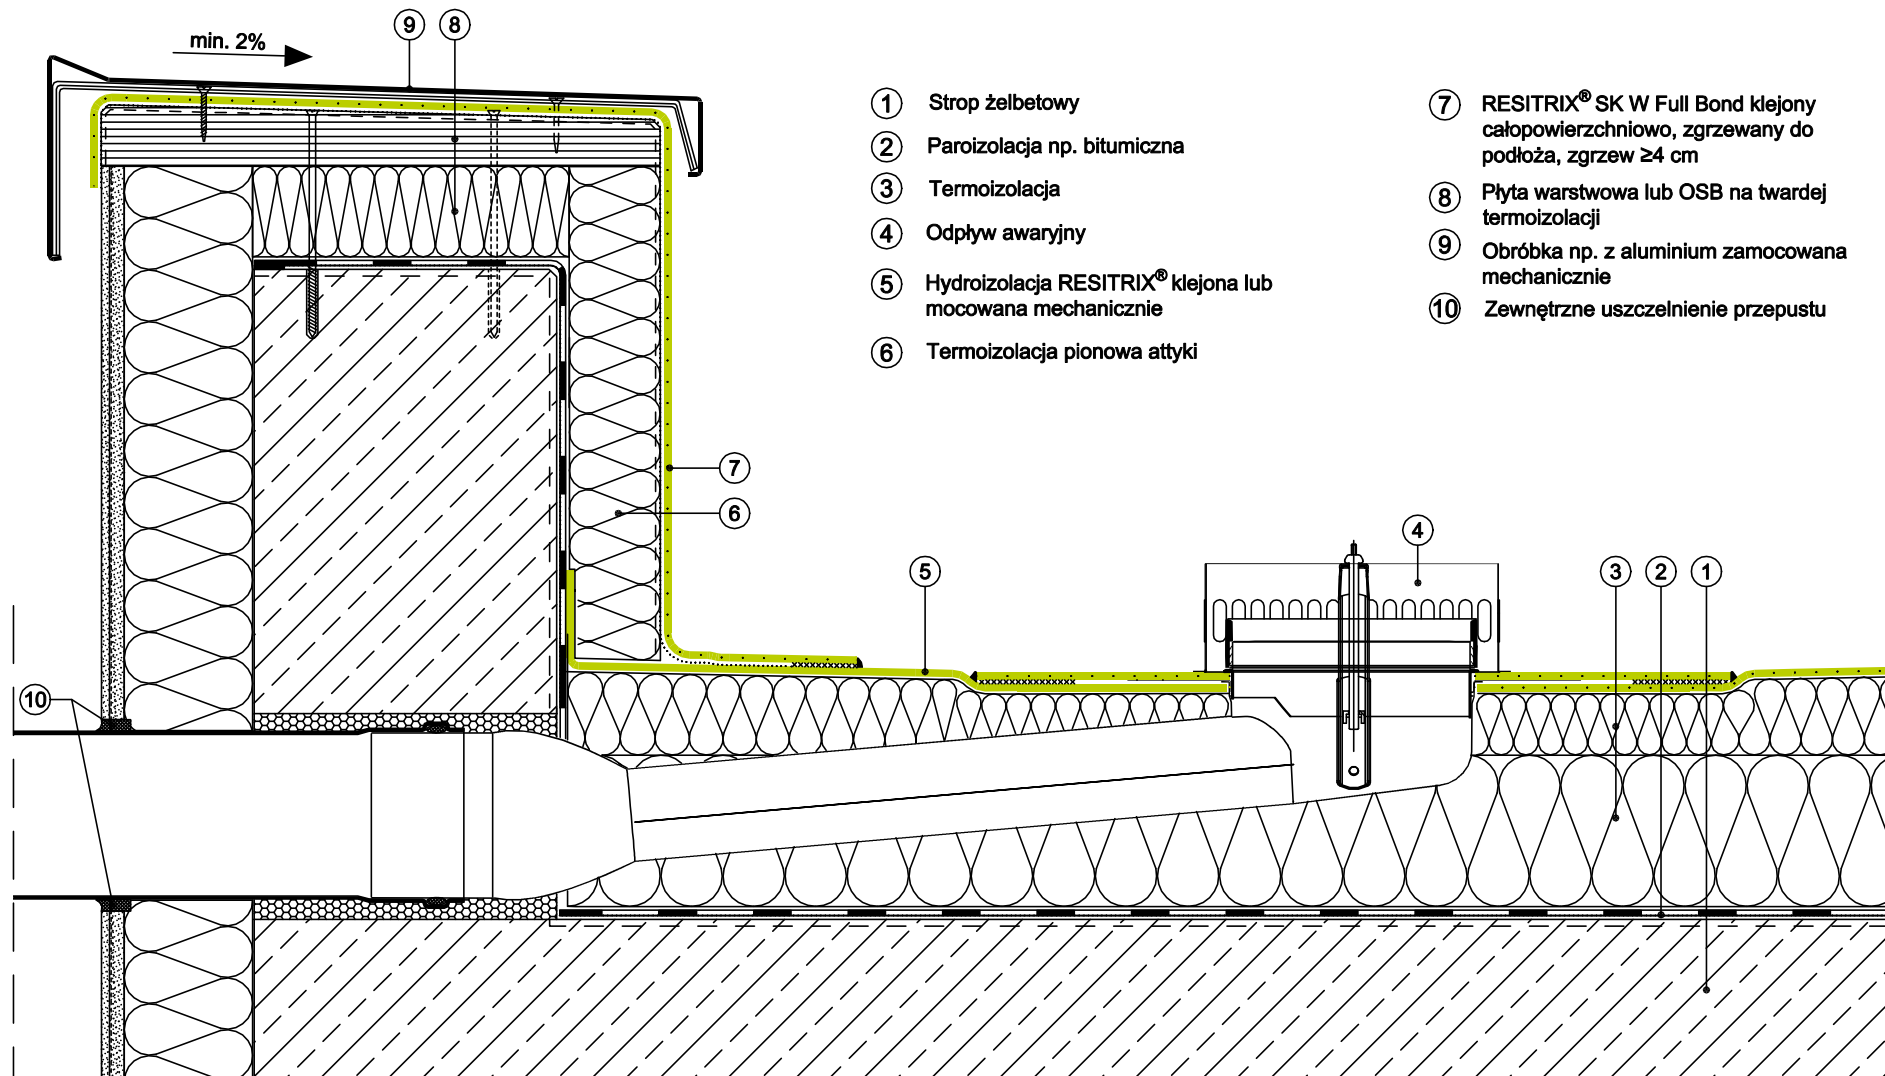 min. 2%
9
8
1 Strop żelbetowy
2 Paroizolacja np. bitumiczna
3 Termoizolacja
4 Odpływ awaryjny
5 Hydroizolacja RESITRIX® klejona lub
mocowana mechanicznie
6 Termoizolacja pionowa attyki
7 RESITRIX® SK W Full Bond klejony
całopowierzchniowo, zgrzewany do
podłoża, zgrzew ≥4 cm
8 Płyta warstwowa lub OSB na twardej
termoizolacji
9 Obróbka np. z aluminium zamocowana
mechanicznie
10 Zewnętrzne uszczelnienie przepustu
7
6
5
4
3
2
1
10